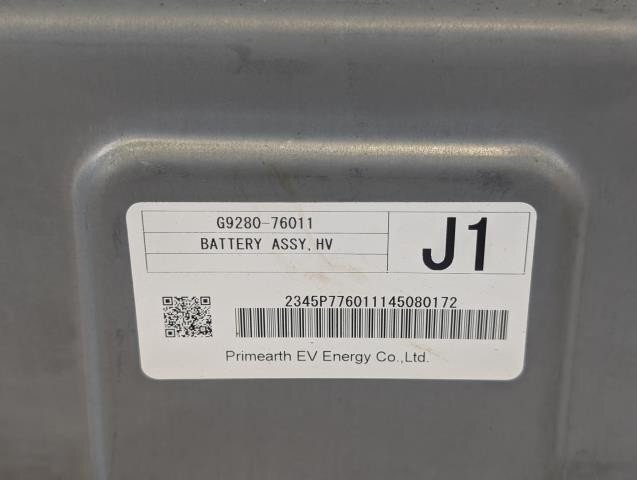 G9280-76011
BATTERY ASSY,HV
J1
2345P776011145080172
Primearth EV Energy Co.,Ltd.